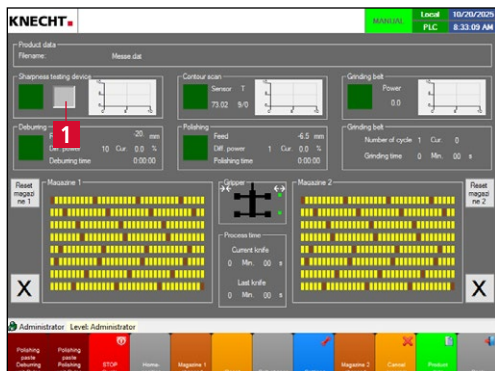 KNECHT
MANUAL
Local
PLC
10/20/2025
8:33:09 AM
Product data
Filename: Messe.dat
Sharpness testing device
1
Contour scan
Sensor T
73.02 9/0
Grinding belt
Power
0.0
Deburring
-20. mm
Diff. power 10 Cur. 0.0 %
Deburring time 0:00:00
Polishing
Feed -6.5 mm
Diff. power 1 Cur. 0.0 %
Polishing time 0:00:00
Grinding belt
Number of cycle 1 Cur. 0
Grinding time 0 Min. 00 s
Reset
magazi
ne 1
Magazine 1
Gripper
Magazine 2
Reset
magazi
ne 2
Process time
Current knife
0 Min. 00 s
Last knife
0 Min. 00 s
X
X
Administrator Level: Administrator
Polishing
paste
Deburring
Polishing
paste
Polishing
STOP
Home
Magazine 1
Magazine 2
Cancel
Product